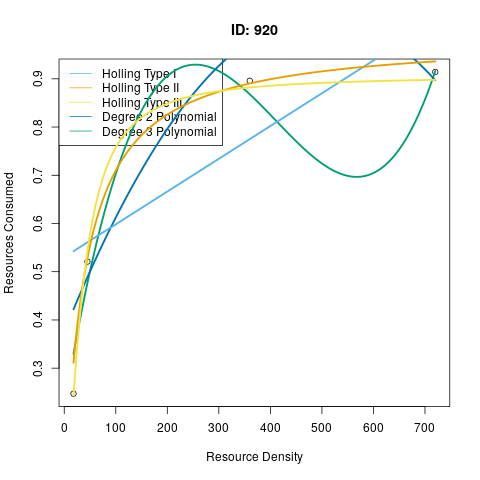 ID: 920
Holling Type I
Holling Type II
Holling Type III
Degree 2 Polynomial
Degree 3 Polynomial
Resources Consumed
0.9
0.8
0.7
0.6
0.5
0.4
0.3
0 100 200 300 400 500 600 700
Resource Density